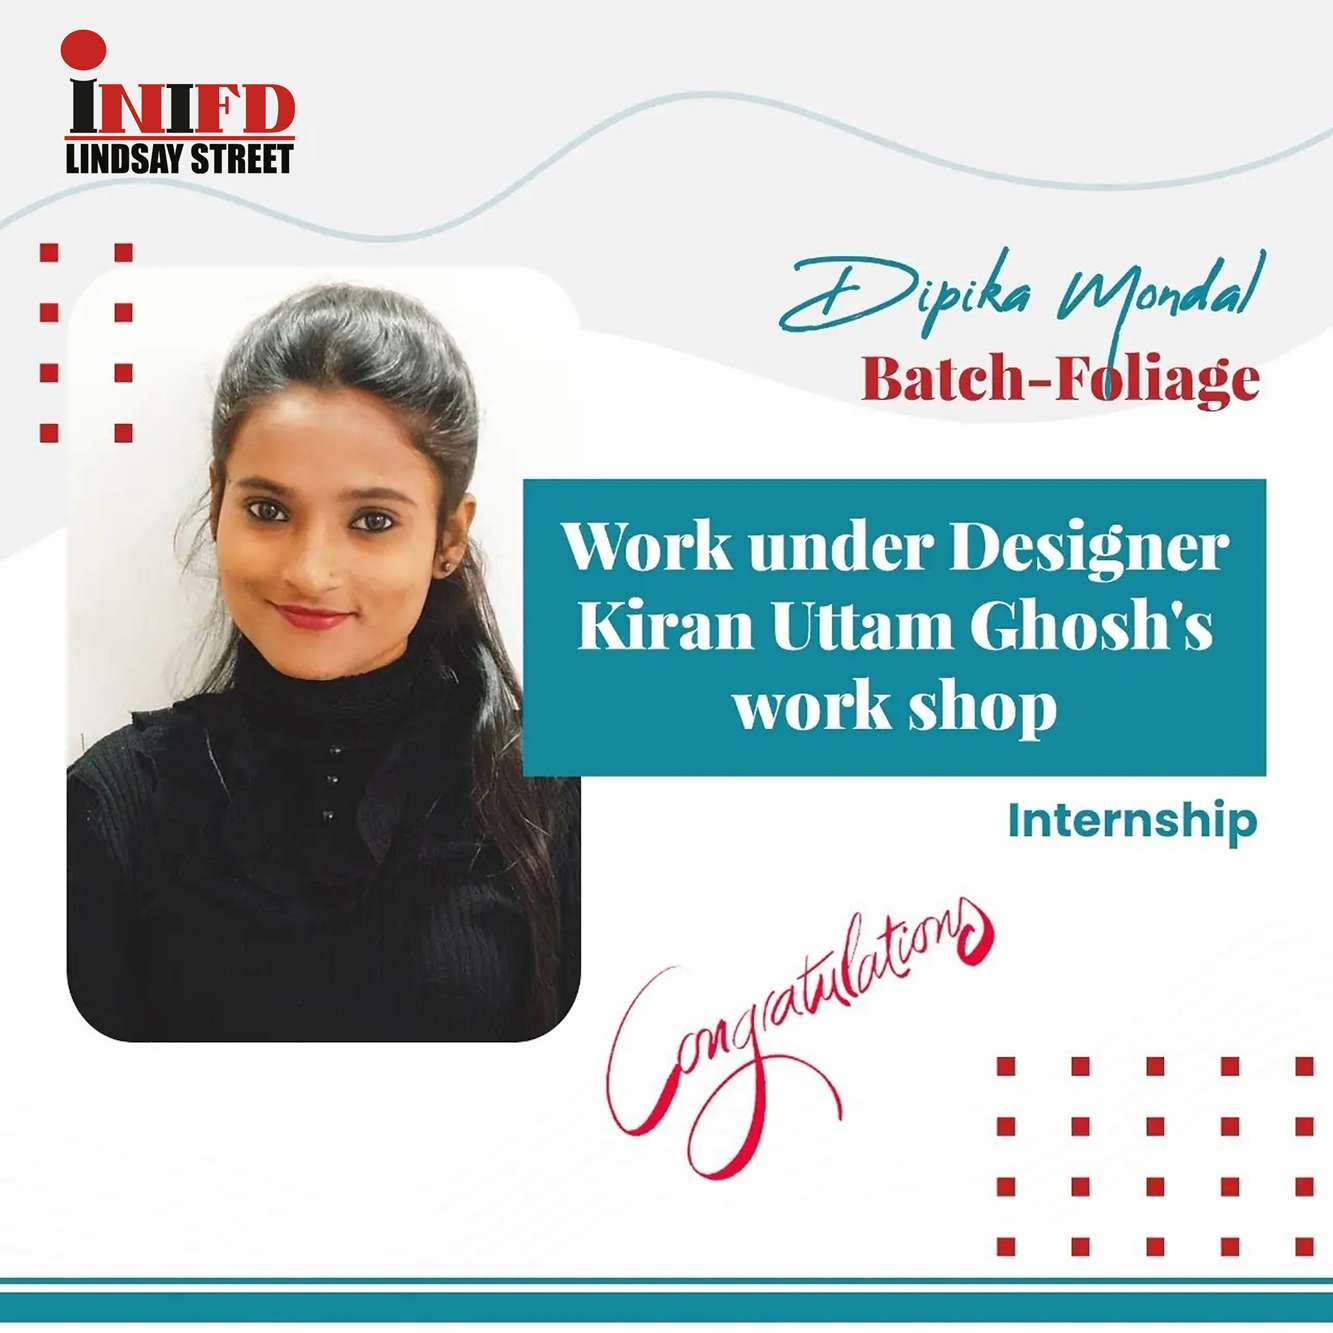 INIFD
LINDSAY STREET
Dipika Mondal
Batch-Foliage
Work under Designer
Kiran Uttam Ghosh's
work shop
Internship
Congratulations